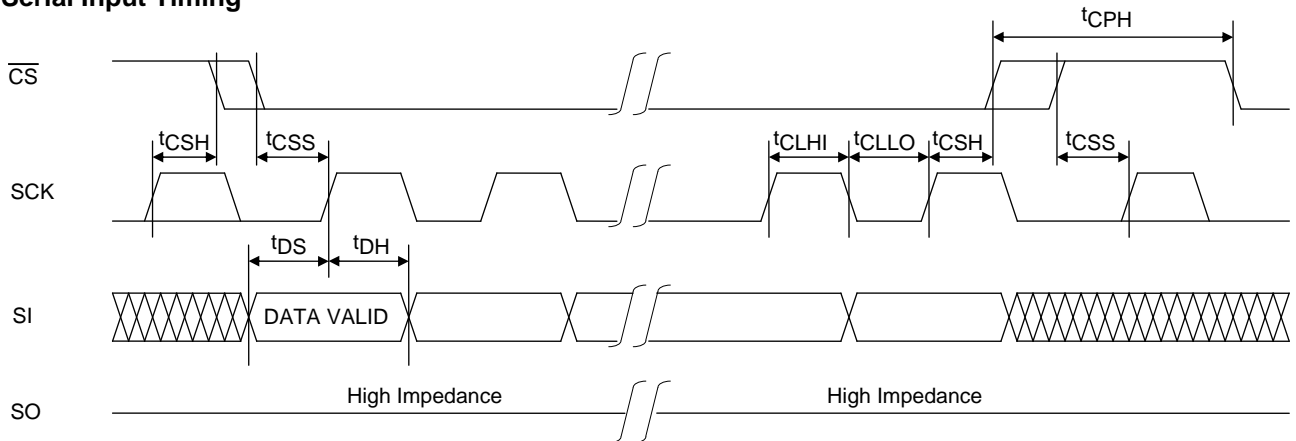 Serial Input Timing
tCPH
CS
tCSH tCSS tCLHI tCLLO tCSH tCSS
SCK
tDS tDH
SI DATA VALID
High Impedance High Impedance
SO